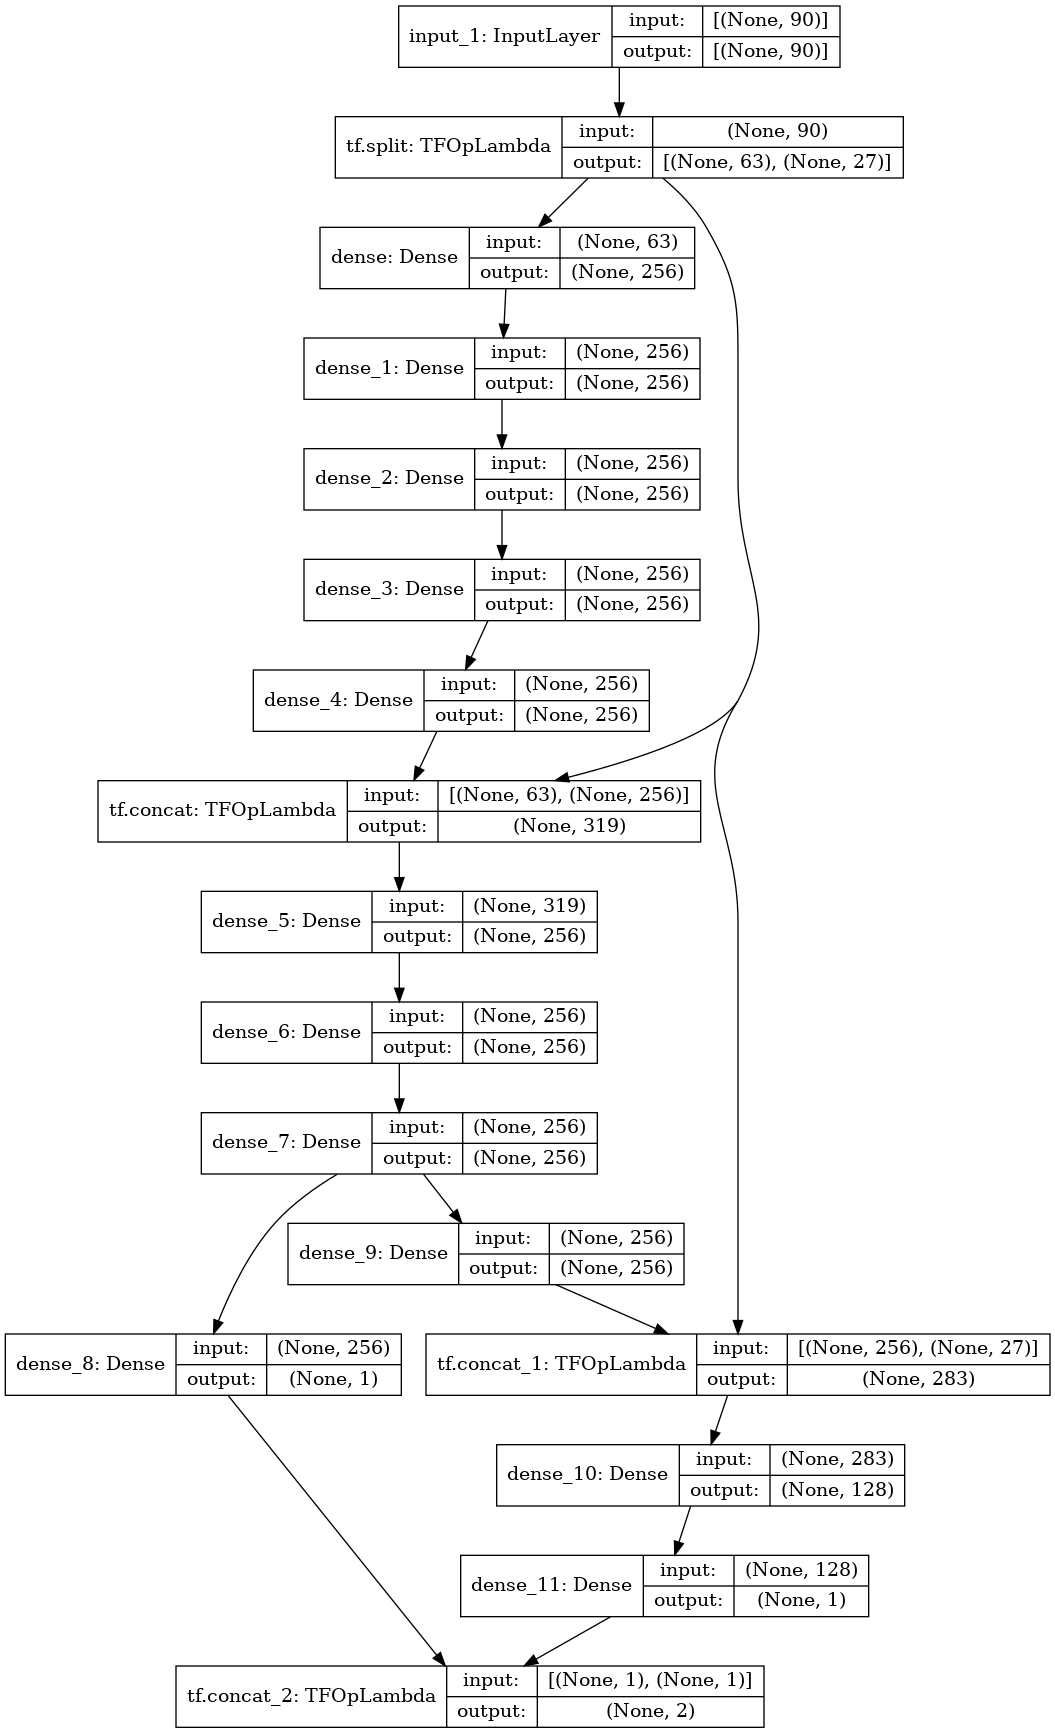 input_1: InputLayer
input: [(None, 90)]
output: [(None, 90)]
tf.split: TFOpLambda
input: (None, 90)
output: [(None, 63), (None, 27)]
dense: Dense
input: (None, 63)
output: (None, 256)
dense_1: Dense
input: (None, 256)
output: (None, 256)
dense_2: Dense
input: (None, 256)
output: (None, 256)
dense_3: Dense
input: (None, 256)
output: (None, 256)
dense_4: Dense
input: (None, 256)
output: (None, 256)
tf.concat: TFOpLambda
input: [(None, 63), (None, 256)]
output: (None, 319)
dense_5: Dense
input: (None, 319)
output: (None, 256)
dense_6: Dense
input: (None, 256)
output: (None, 256)
dense_7: Dense
input: (None, 256)
output: (None, 256)
dense_9: Dense
input: (None, 256)
output: (None, 256)
dense_8: Dense
input: (None, 256)
output: (None, 1)
tf.concat_1: TFOpLambda
input: [(None, 256), (None, 27)]
output: (None, 283)
dense_10: Dense
input: (None, 283)
output: (None, 128)
dense_11: Dense
input: (None, 128)
output: (None, 1)
tf.concat_2: TFOpLambda
input: [(None, 1), (None, 1)]
output: (None, 2)